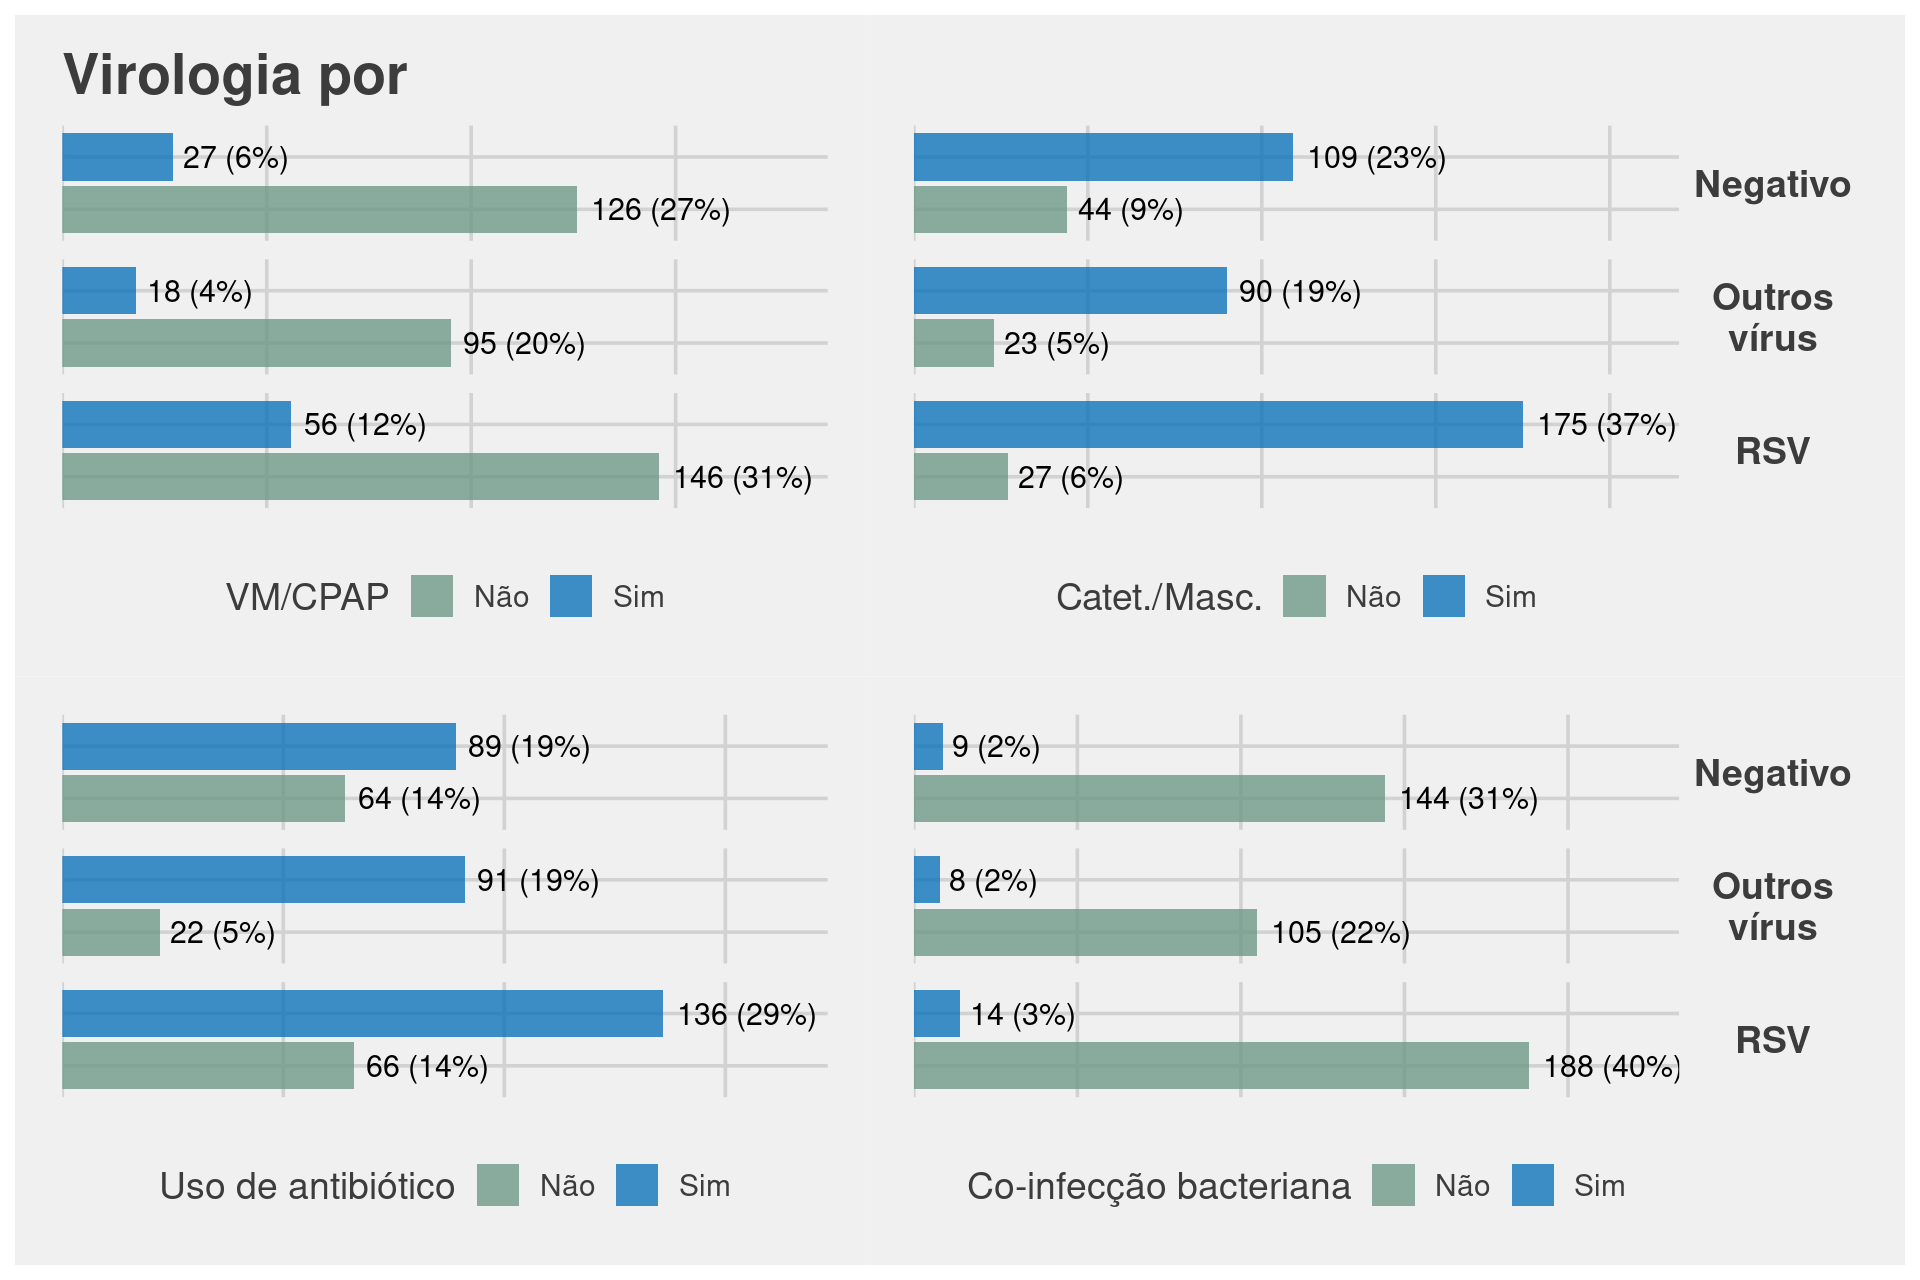 Virologia por
27 (6%)
126 (27%)
18 (4%)
95 (20%)
56 (12%)
146 (31%)
VM/CPAP Não Sim
109 (23%)
44 (9%)
Negativo
90 (19%)
23 (5%)
Outros
vírus
175 (37%)
27 (6%)
RSV
Catet./Masc. Não Sim
89 (19%)
64 (14%)
91 (19%)
22 (5%)
136 (29%)
66 (14%)
Uso de antibiótico Não Sim
9 (2%)
144 (31%)
Negativo
8 (2%)
105 (22%)
Outros
vírus
14 (3%)
188 (40%)
RSV
Co-infecção bacteriana Não Sim